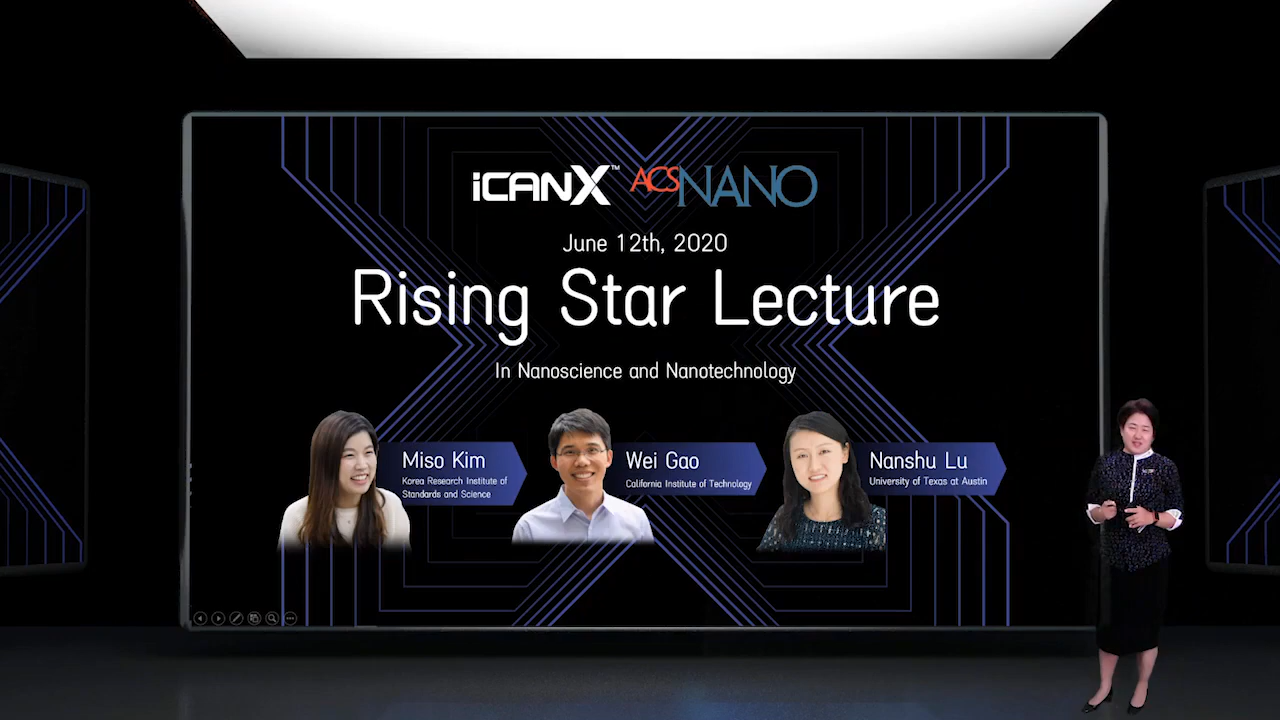 iCANX™ ACSNANO
June 12th, 2020
Rising Star Lecture
In Nanoscience and Nanotechnology
Miso Kim
Korea Research Institute of
Standards and Science
Wei Gao
California Institute of Technology
Nanshu Lu
University of Texas at Austin